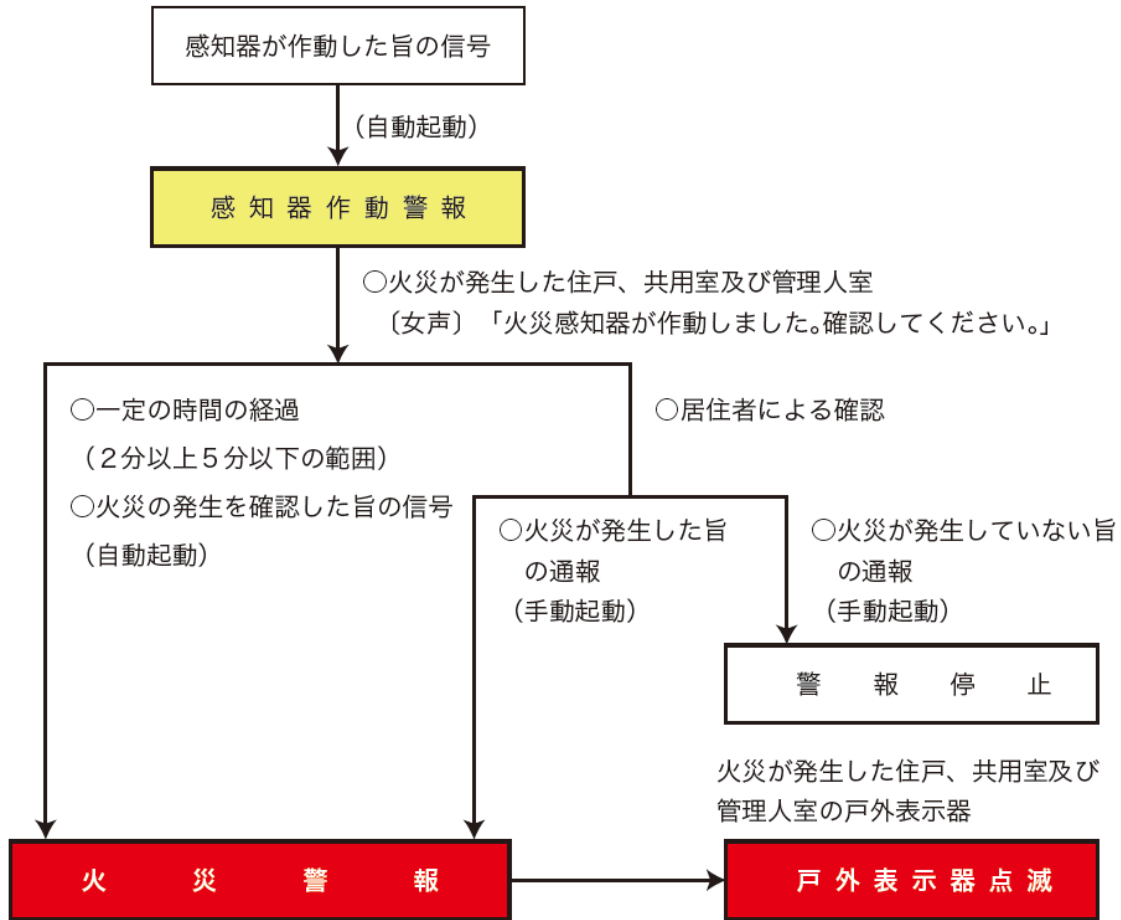 感知器が作動した旨の信号
（自動起動）
感知器作動警報
○火災が発生した住戸、共用室及び管理人室
〔女声〕「火災感知器が作動しました。確認してください。」
○一定の時間の経過
（２分以上５分以下の範囲）
○火災の発生を確認した旨の信号
（自動起動）
○居住者による確認
○火災が発生した旨
の通報
（手動起動）
○火災が発生していない旨
の通報
（手動起動）
警報停止
火災が発生した住戸、共用室及び
管理人室の戸外表示器
火災警報
戸外表示器点滅